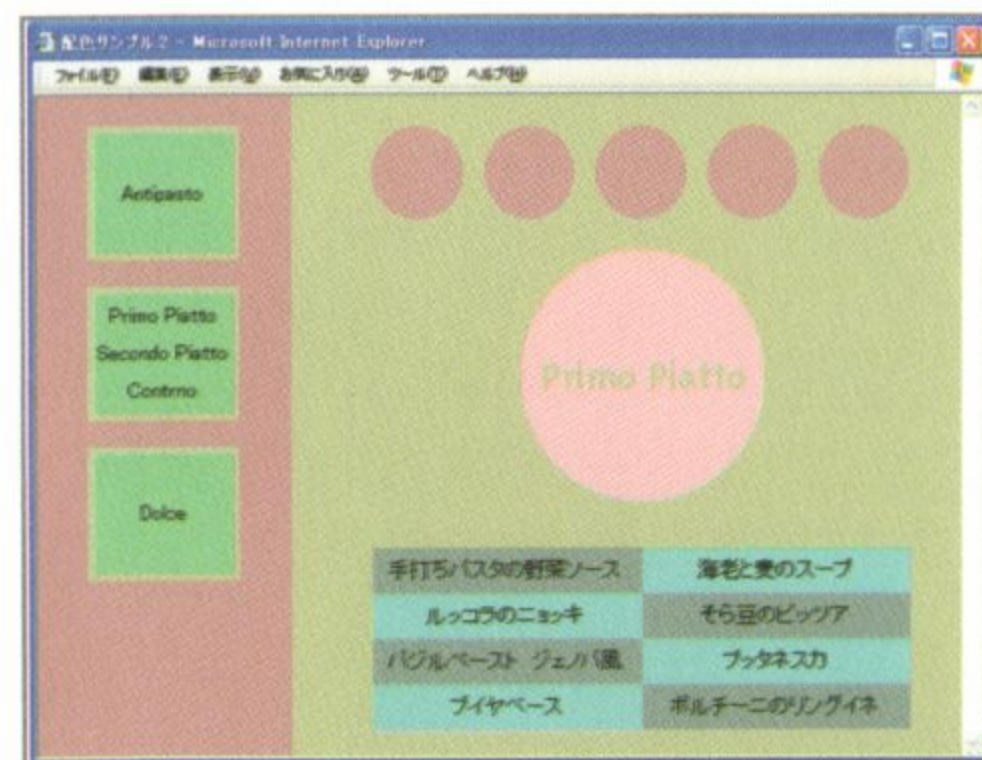 配色サンプル2 - Microsoft Internet Explorer
ファイル(F) 編集(E) 表示(V) お気に入り(A) ツール(T) ヘルプ(H)
Antipasto
Primo Piatto
Secondo Piatto
Contrno
Dolce
Primo Piatto
手打ちパスタの野菜ソース 海老と麦のスープ
ルッコラのニョッキ そら豆のピッツア
バジルペースト ジェノバ風 プッタネスカ
ブイヤベース ポルチーニのリングイネ